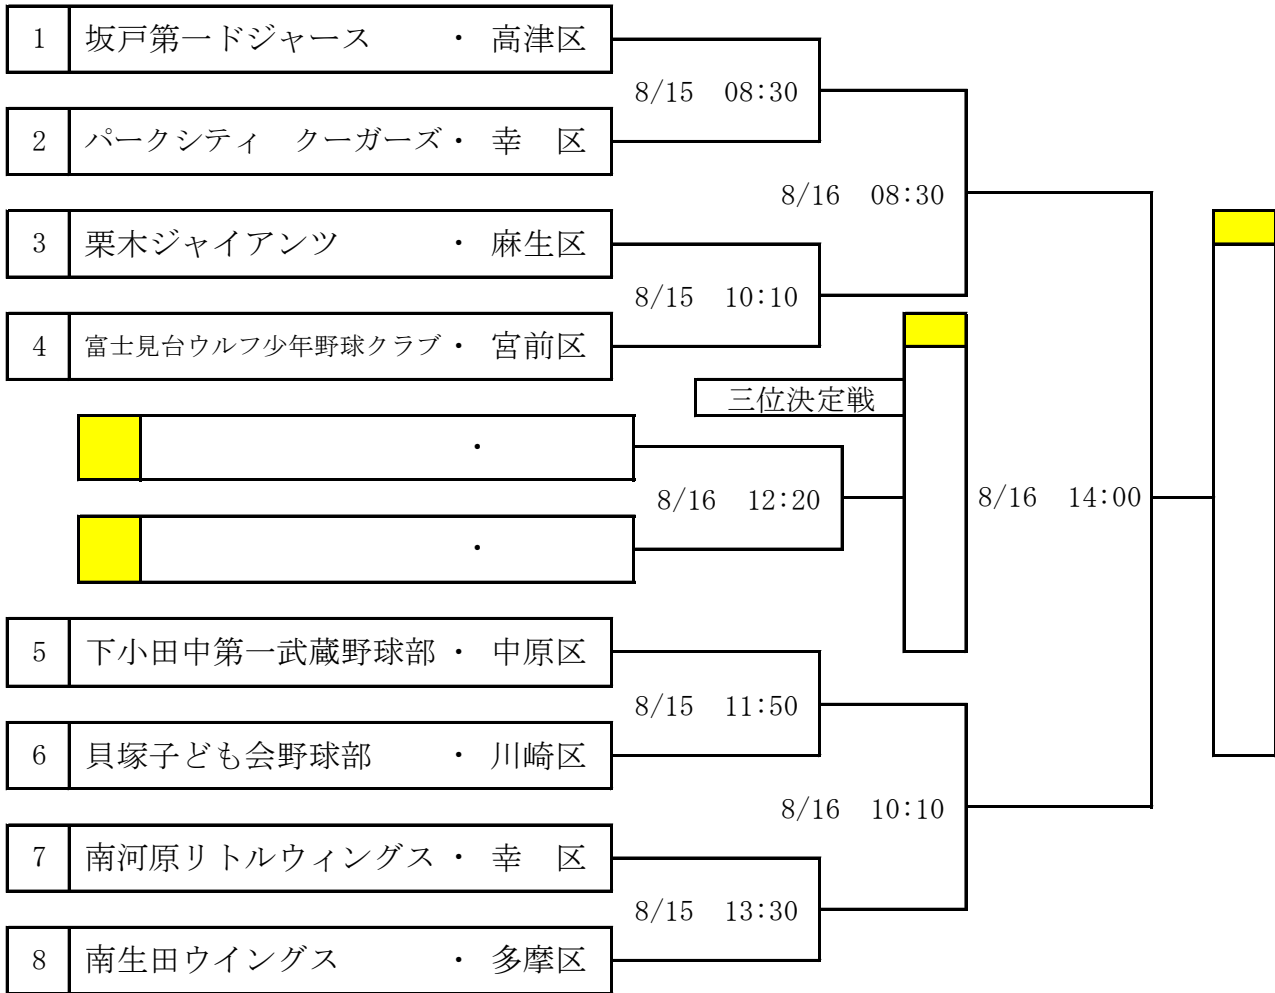 1 坂戸第一ドジャース ・ 高津区
8/15 08:30
2 パークシティ クーガーズ・ 幸 区
8/16 08:30
3 栗木ジャイアンツ ・ 麻生区
8/15 10:10
4 富士見台ウルフ少年野球クラブ・ 宮前区
三位決定戦
・
8/16 12:20
8/16 14:00
・
5 下小田中第一武蔵野球部・ 中原区
8/15 11:50
6 貝塚子ども会野球部 ・ 川崎区
8/16 10:10
7 南河原リトルウィングス・ 幸 区
8/15 13:30
8 南生田ウイングス ・ 多摩区